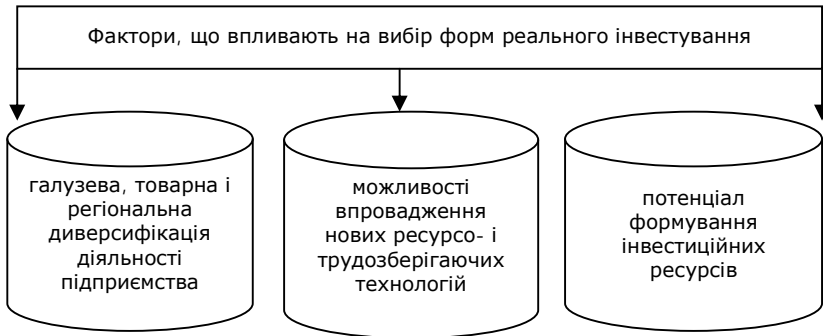 Фактори, що впливають на вибір форм реального інвестування
галузева, товарна і
регіональна
диверсифікація
діяльності
підприємства
можливості
впровадження
нових ресурсо- і
трудозберігаючих
технологій
потенціал
формування
інвестиційних
ресурсів